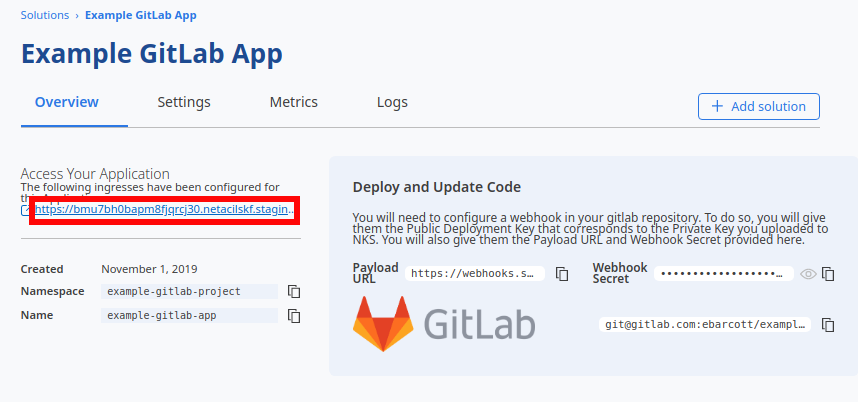 Solutions › Example GitLab App
Example GitLab App
Overview Settings Metrics Logs
+ Add solution
Access Your Application
The following ingresses have been configured for
https://bmu7bh0bapm8fjqrcj30.netacilskf.stagin...
Created November 1, 2019
Namespace example-gitlab-project
Name example-gitlab-app
Deploy and Update Code
You will need to configure a webhook in your gitlab repository. To do so, you will give
them the Public Deployment Key that corresponds to the Private Key you uploaded to
NKS. You will also give them the Payload URL and Webhook Secret provided here.
Payload
URL
https://webhooks.s…
Webhook
Secret
••••••••••••••••••…
GitLab
git@gitlab.com:ebarcott/exampl…